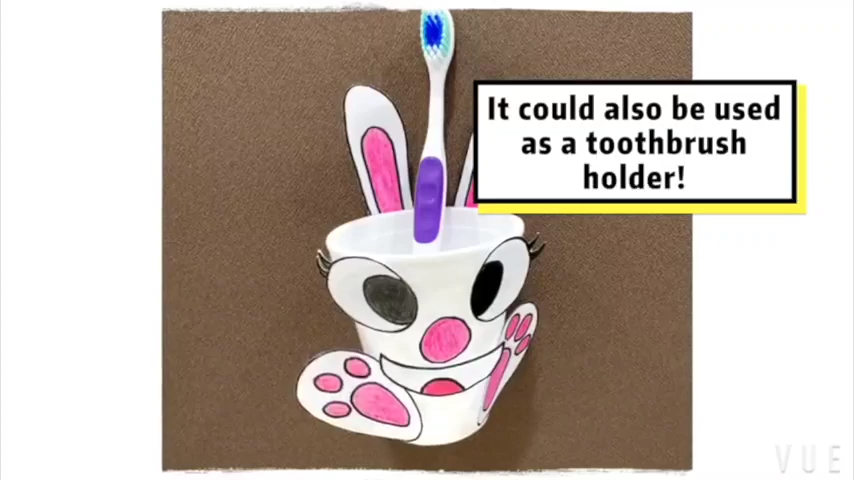 It could also be used
as a toothbrush
holder!
VUE